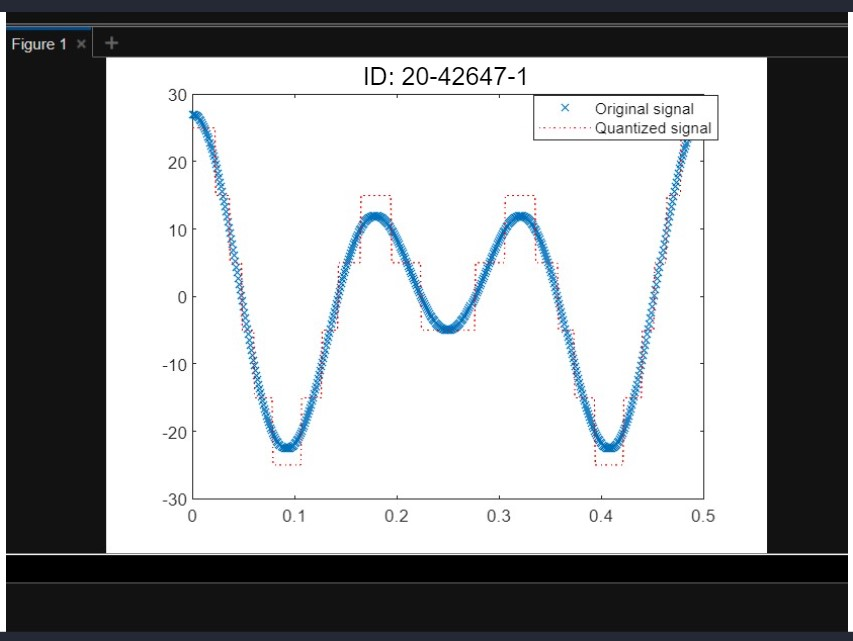 Figure 1 × +
ID: 20-42647-1
Original signal
Quantized signal
30
20
10
0
-10
-20
-30
0 0.1 0.2 0.3 0.4 0.5